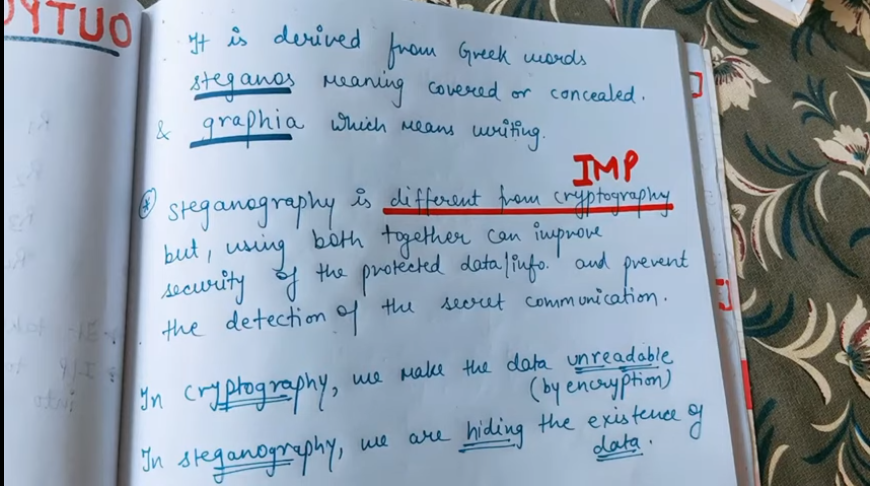 OUTPU
It is derived from Greek words
steganos meaning covered or concealed.
& graphia which means writing.
IMP
* steganography is different from cryptography
but, using both together can improve
security of the protected data/info. and prevent
the detection of the secret communication.
In cryptography, we make the data unreadable
(by encryption)
In steganography, we are hiding the existence of
data.